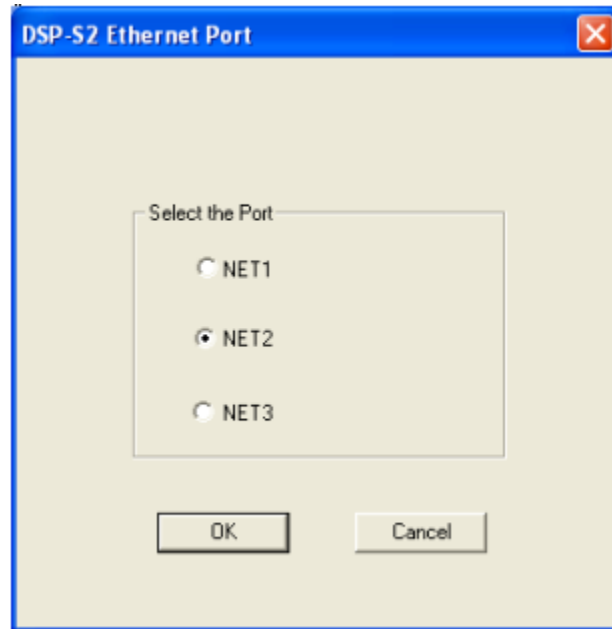 DSP-S2 Ethernet Port
Select the Port
NET1
NET2
NET3
OK
Cancel